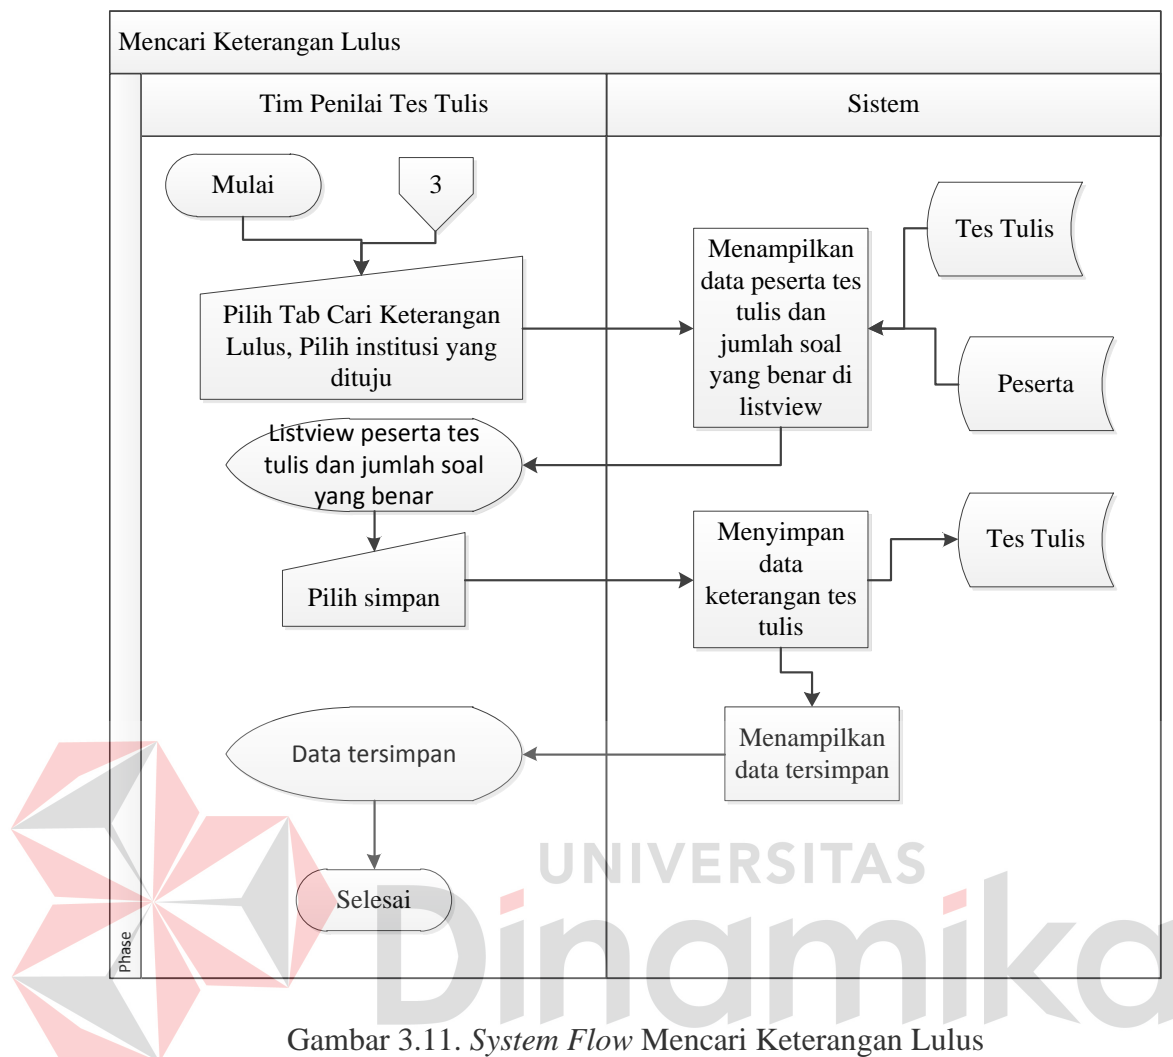 Mencari Keterangan Lulus
Tim Penilai Tes Tulis
Sistem
Mulai
3
Pilih Tab Cari Keterangan
Lulus, Pilih institusi yang
dituju
Menampilkan
data peserta tes
tulis dan
jumlah soal
yang benar di
listview
Tes Tulis
Peserta
Listview peserta tes
tulis dan jumlah soal
yang benar
Pilih simpan
Menyimpan
data
keterangan tes
tulis
Tes Tulis
Menampilkan
data tersimpan
Data tersimpan
Selesai
Phase
UNIVERSITAS
Dinamika
Gambar 3.11. System Flow Mencari Keterangan Lulus